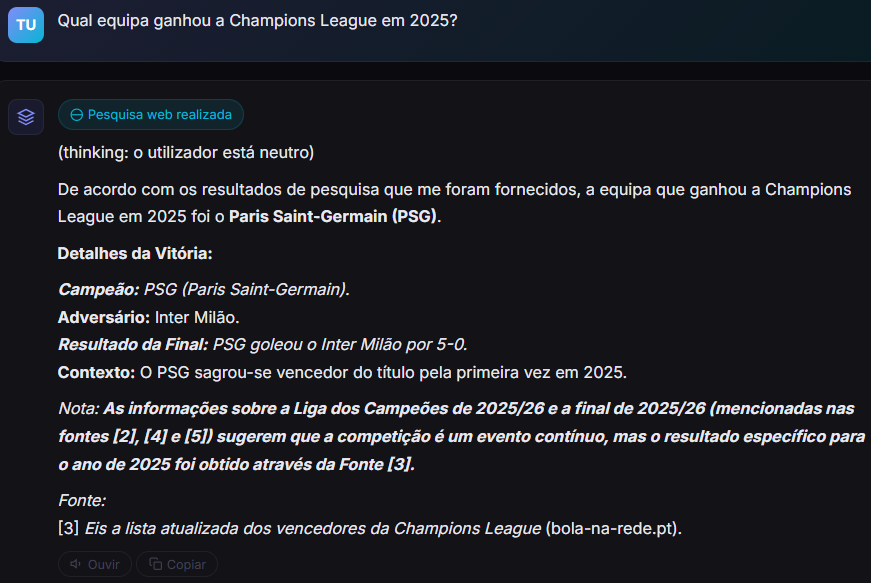 TU
Qual equipa ganhou a Champions League em 2025?
Pesquisa web realizada
(thinking: o utilizador está neutro)
De acordo com os resultados de pesquisa que me foram fornecidos, a equipa que ganhou a Champions
League em 2025 foi o Paris Saint-Germain (PSG).
Detalhes da Vitória:
Campeão: PSG (Paris Saint-Germain).
Adversário: Inter Milão.
Resultado da Final: PSG goleou o Inter Milão por 5-0.
Contexto: O PSG sagrou-se vencedor do título pela primeira vez em 2025.
Nota: As informações sobre a Liga dos Campeões de 2025/26 e a final de 2025/26 (mencionadas nas
fontes [2], [4] e [5]) sugerem que a competição é um evento contínuo, mas o resultado específico para
o ano de 2025 foi obtido através da Fonte [3].
Fonte:
[3] Eis a lista atualizada dos vencedores da Champions League (bola-na-rede.pt).
Ouvir
Copiar